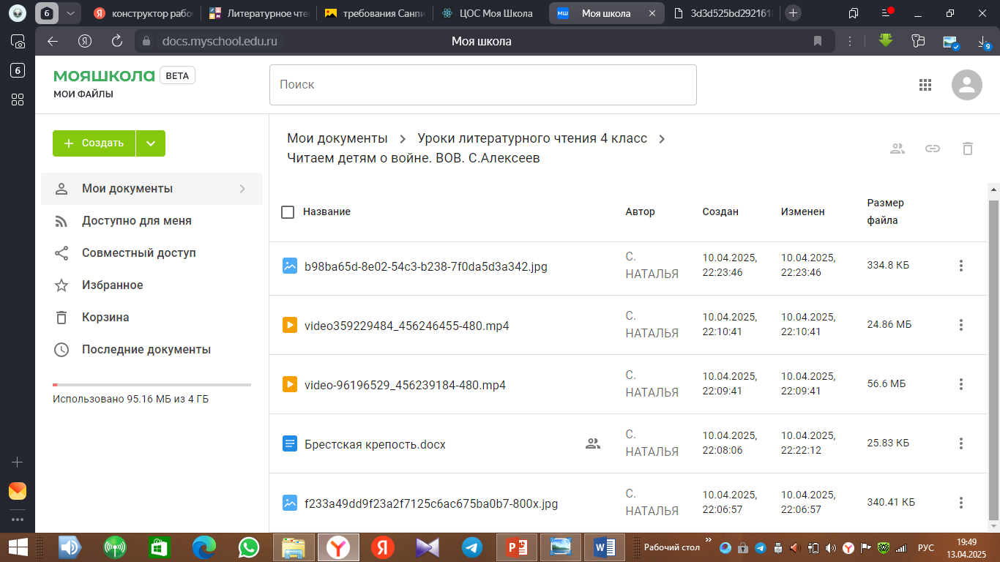 6
конструктор рабо
Литературное чте
требования Санпи
ЦОС Моя Школа
МШ
Моя школа
3d3d525bd292161
docs.myschool.edu.ru
Моя школа
9
6
МОЯШКОЛА
BETA
МОИ ФАЙЛЫ
Поиск
Создать
Мои документы
Доступно для меня
Совместный доступ
Избранное
Корзина
Последние документы
Использовано 95.16 МБ из 4 ГБ
Мои документы > Уроки литературного чтения 4 класс >
Читаем детям о войне. ВОВ. С.Алексеев
Название
Автор
Создан
Изменен
Размер
файла
b98ba65d-8e02-54c3-b238-7f0da5d3a342.jpg
С.
НАТАЛЬЯ
10.04.2025,
22:23:46
10.04.2025,
22:23:46
334.8 КБ
video359229484_456246455-480.mp4
С.
НАТАЛЬЯ
10.04.2025,
22:10:41
10.04.2025,
22:10:41
24.86 МБ
video-96196529_456239184-480.mp4
С.
НАТАЛЬЯ
10.04.2025,
22:09:41
10.04.2025,
22:09:41
56.6 МБ
Брестская крепость.docx
С.
НАТАЛЬЯ
10.04.2025,
22:08:06
10.04.2025,
22:22:12
25.83 КБ
f233a49dd9f23a2f7125c6ac675ba0b7-800x.jpg
С.
НАТАЛЬЯ
10.04.2025,
22:06:57
10.04.2025,
22:06:57
340.41 КБ
Рабочий стол
РУС
19:49
13.04.2025